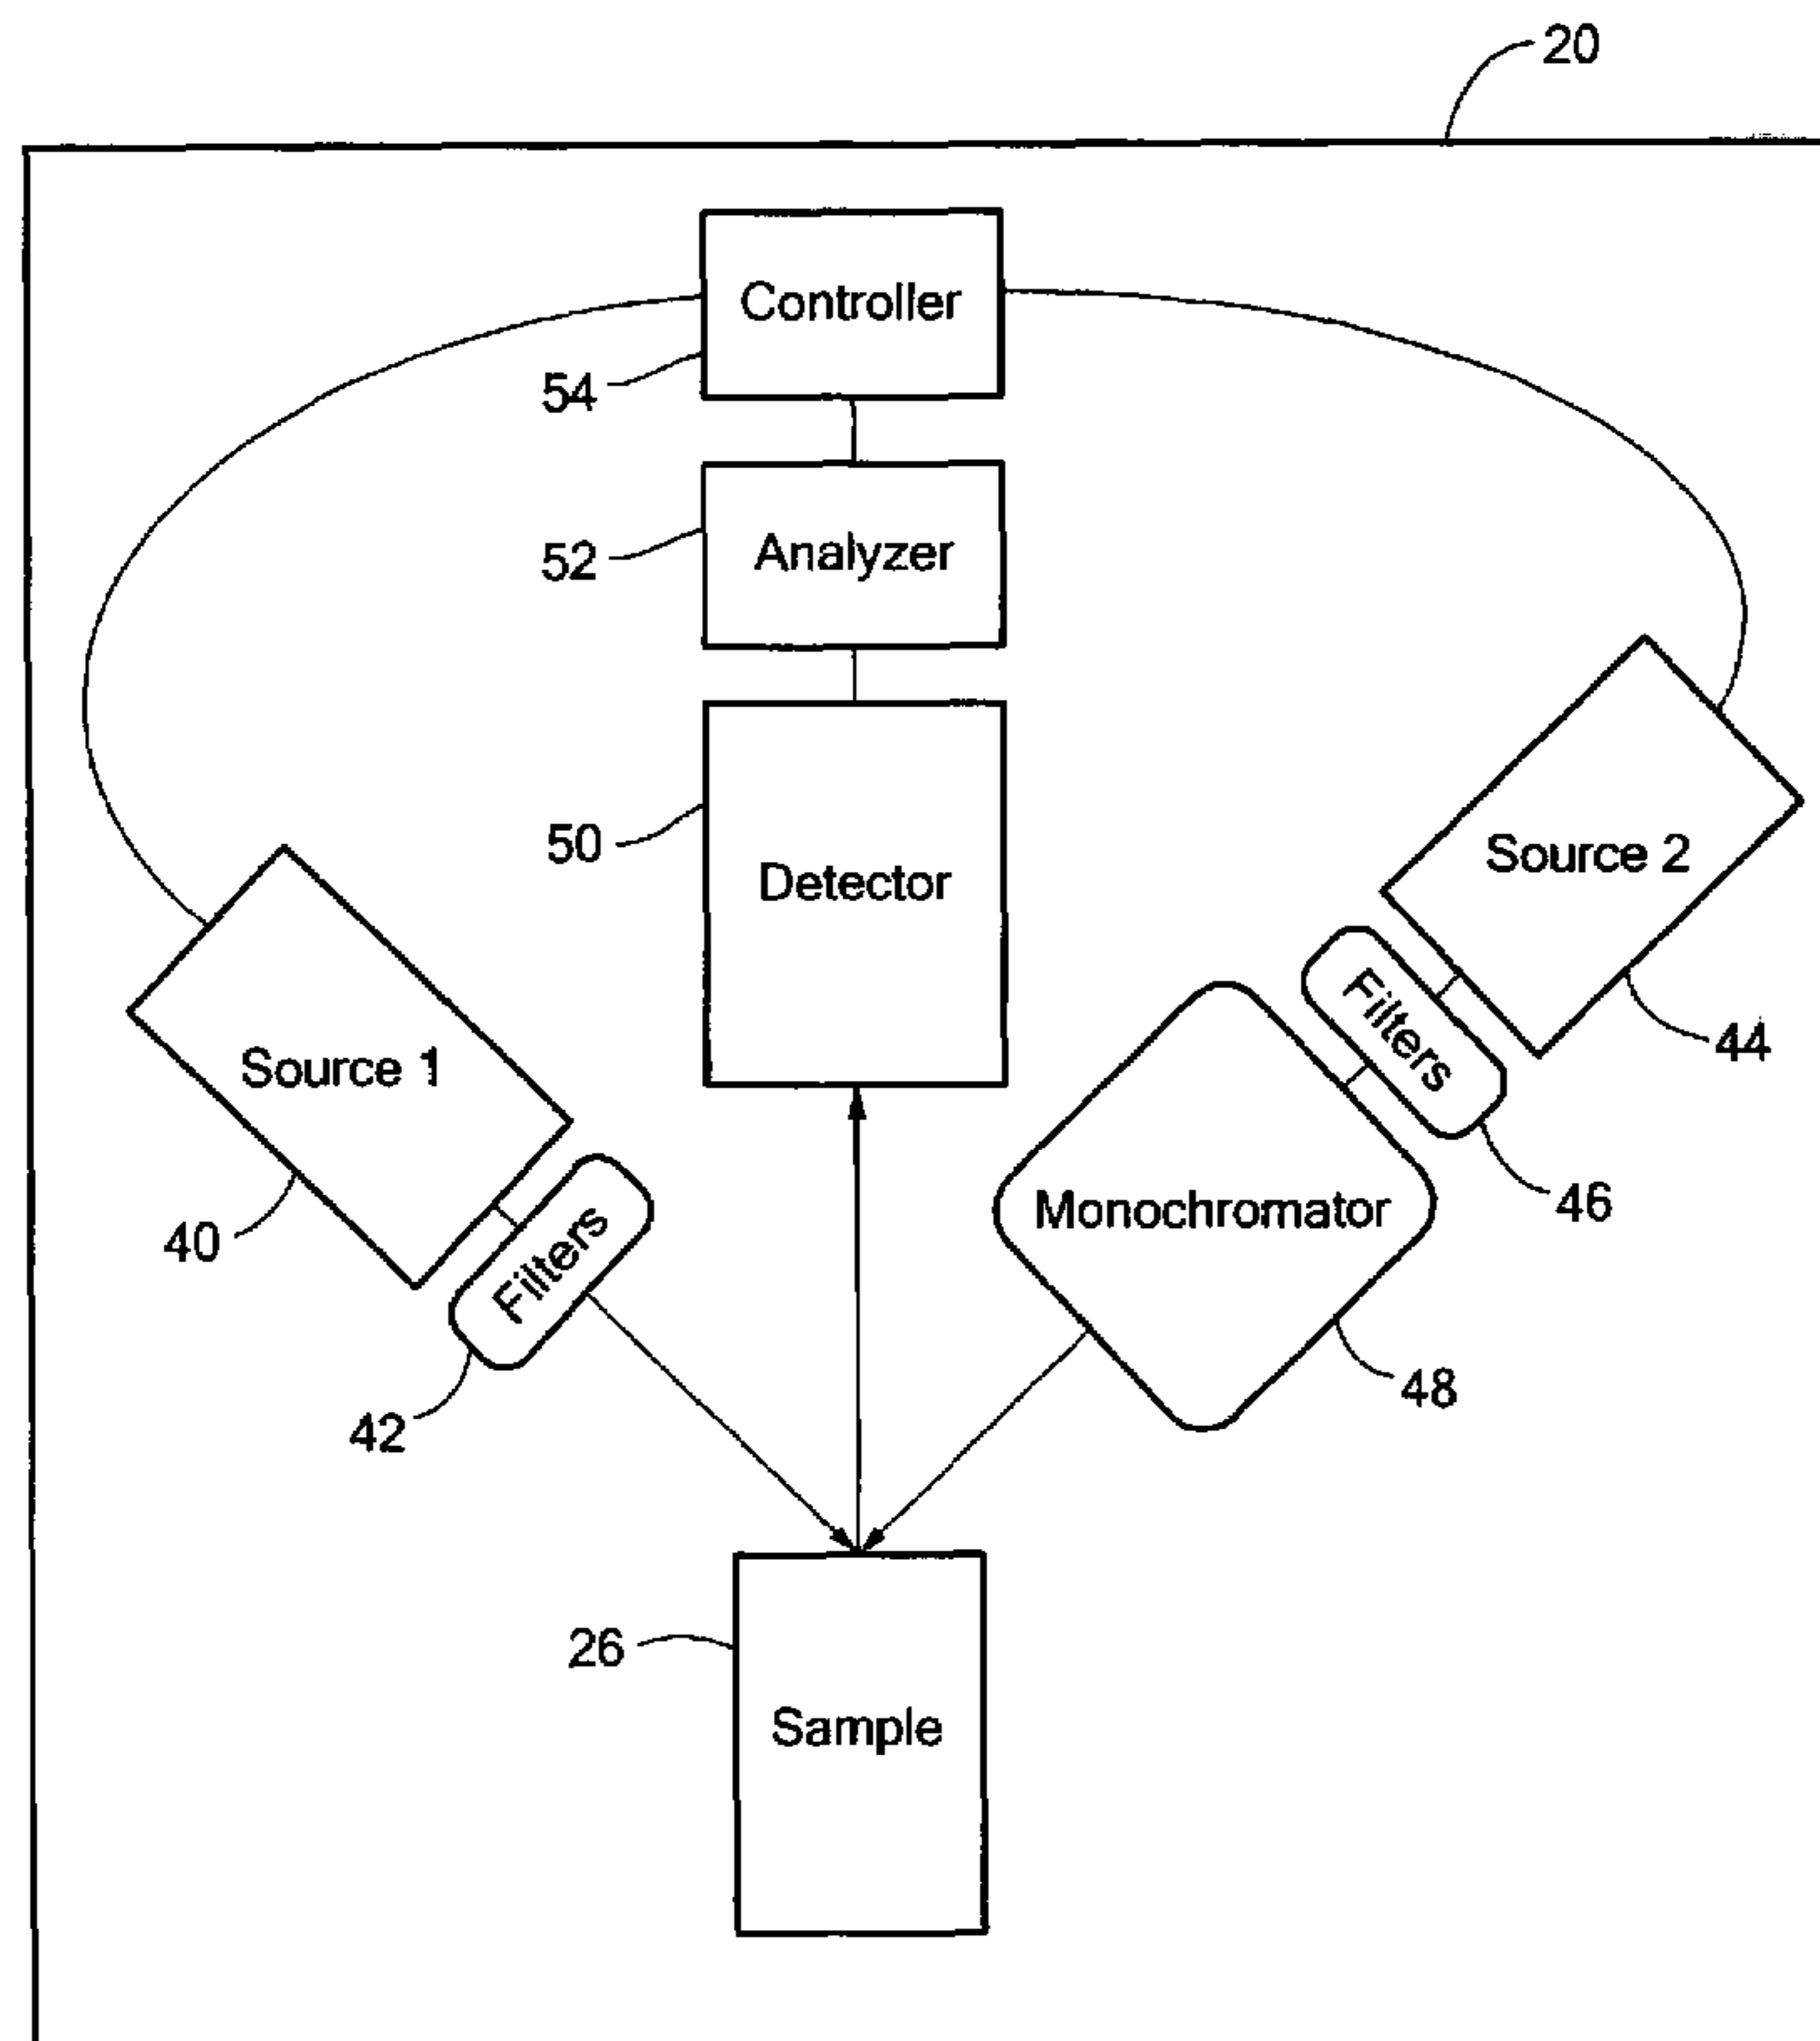 20
Controller
54
Analyzer
52
Detector
50
Source 2
44
Filters
46
Source 1
40
Filters
42
Monochromator
48
26
Sample